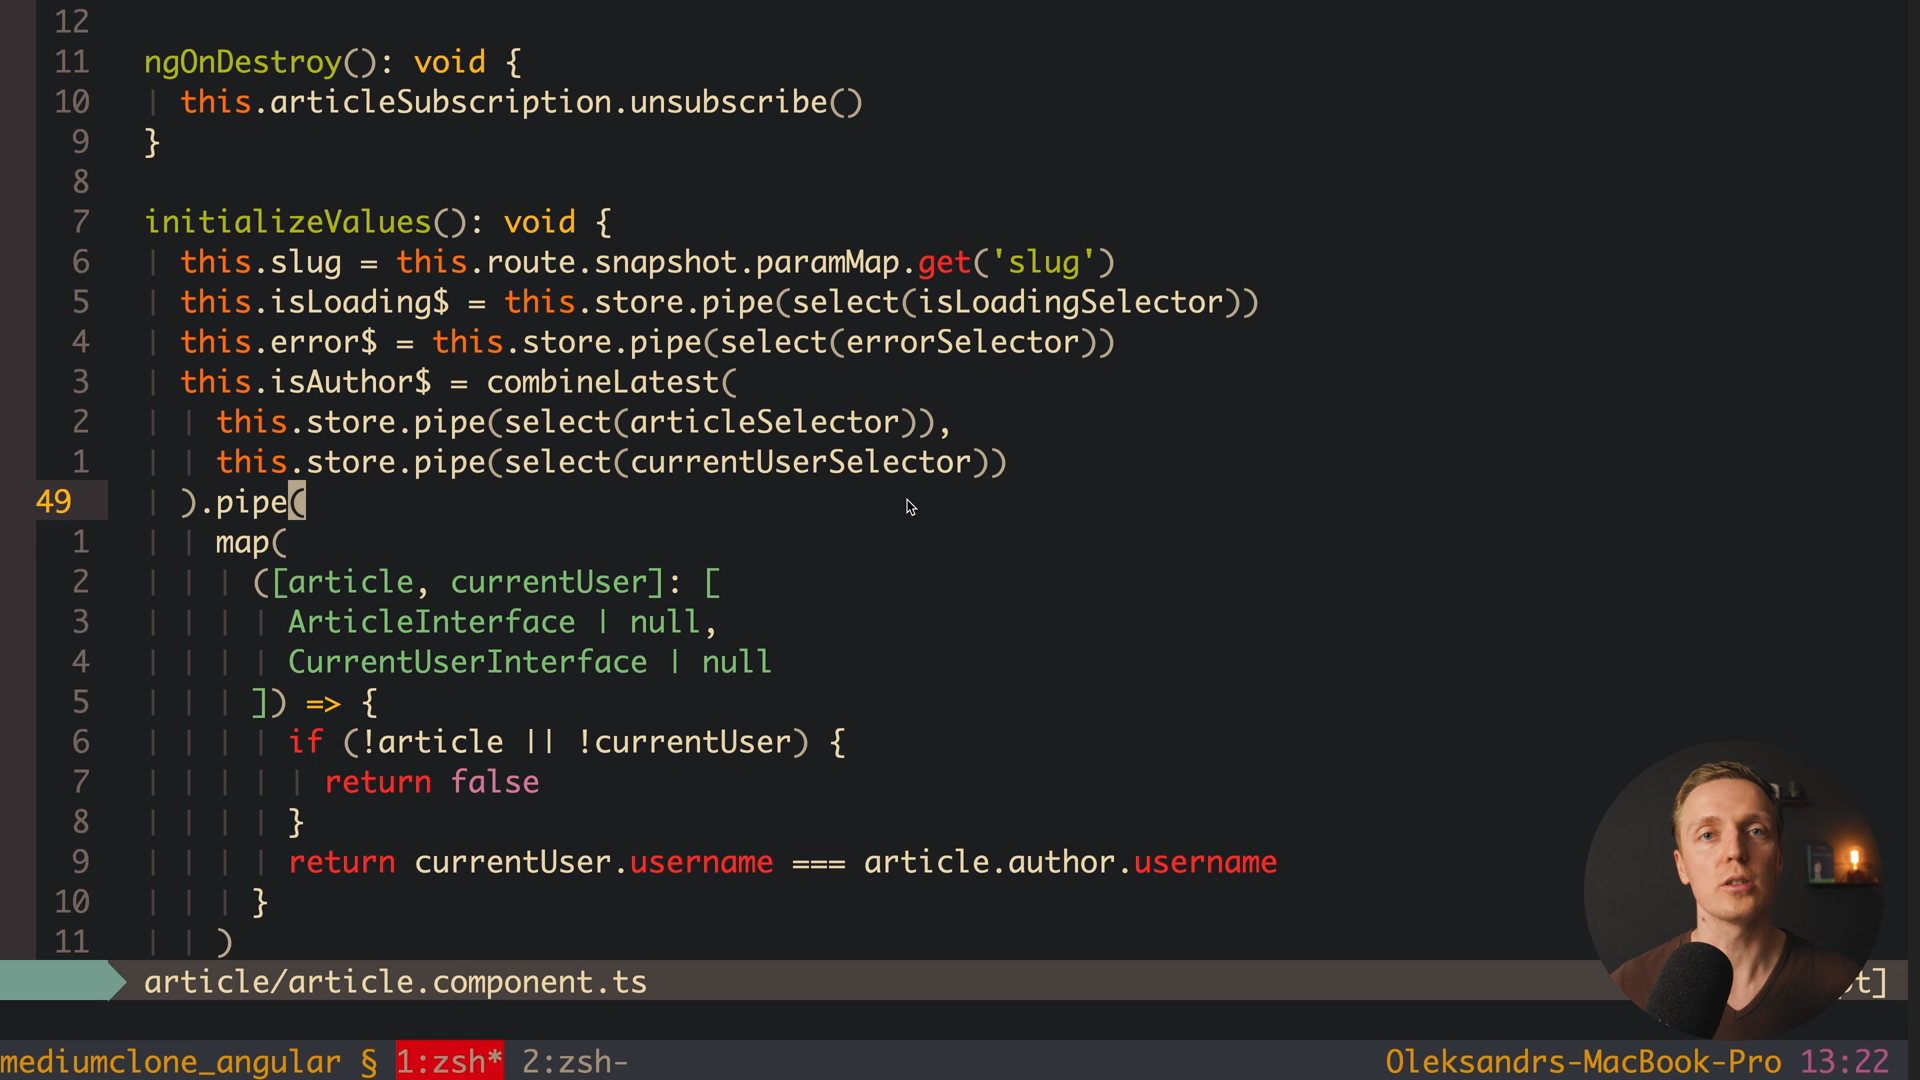 12
11 ngOnDestroy(): void {
10 | this.articleSubscription.unsubscribe()
9 }
8
7 initializeValues(): void {
6 | this.slug = this.route.snapshot.paramMap.get('slug')
5 | this.isLoading$ = this.store.pipe(select(isLoadingSelector))
4 | this.error$ = this.store.pipe(select(errorSelector))
3 | this.isAuthor$ = combineLatest(
2 | | this.store.pipe(select(articleSelector)),
1 | | this.store.pipe(select(currentUserSelector))
49 | ).pipe(
1 | | map(
2 | | | ([article, currentUser]: [
3 | | | | ArticleInterface | null,
4 | | | | CurrentUserInterface | null
5 | | | ]) => {
6 | | | | if (!article || !currentUser) {
7 | | | | | return false
8 | | | | }
9 | | | | return currentUser.username === article.author.username
10 | | | }
11 | | )
article/article.component.ts t]
mediumclone_angular § 1:zsh* 2:zsh- Oleksandrs-MacBook-Pro 13:22